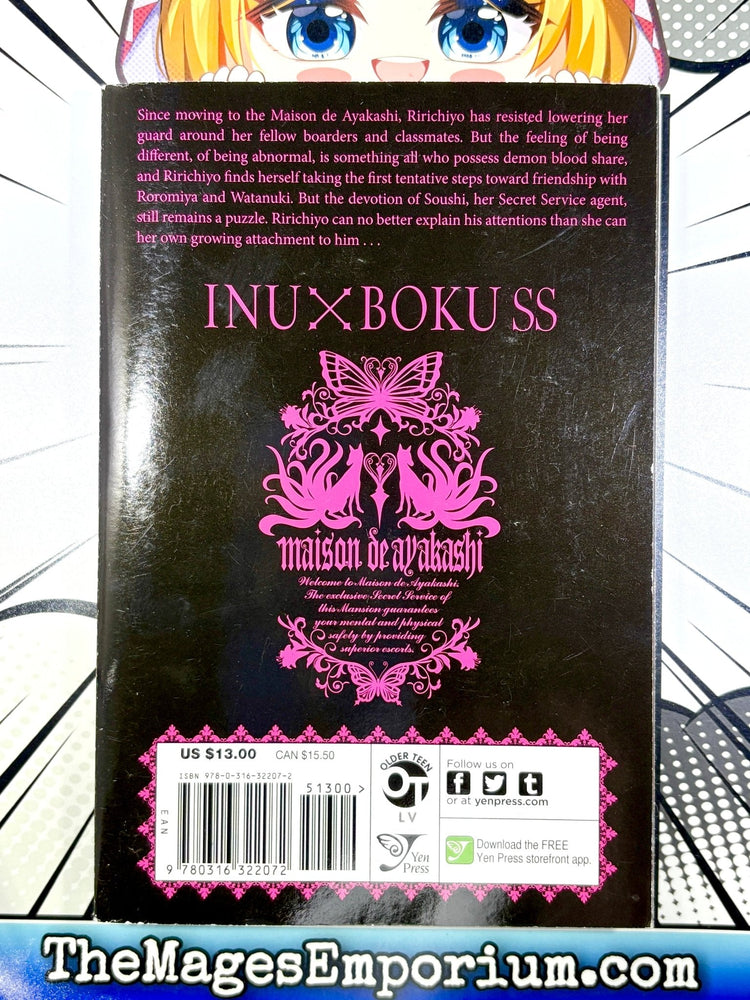 Since moving to the Maison de Ayakashi, Ririchiyo has resisted lowering her
guard around her fellow boarders and classmates. But the feeling of being
different, of being abnormal, is something all who possess demon blood share,
and Ririchiyo finds herself taking the first tentative steps toward friendship with
Roromiya and Watanuki. But the devotion of Soushi, her Secret Service agent,
still remains a puzzle. Ririchiyo can no better explain his attentions than she can
her own growing attachment to him . . .
INU×BOKU SS
maison de ayakashi
Welcome to Maison de Ayakashi.
The exclusive Secret Service of
this Mansion guarantees
your mental and physical
safety by providing
superior escorts.
US $13.00 CAN $15.50
ISBN 978-0-316-32207-2
51300 >
EAN
9 780316 322072
OLDER TEEN
OT
LV
Yen
Press
Follow us on
f t
or at yenpress.com
Download the FREE
Yen Press storefront app.
TheMagesEmporium.com